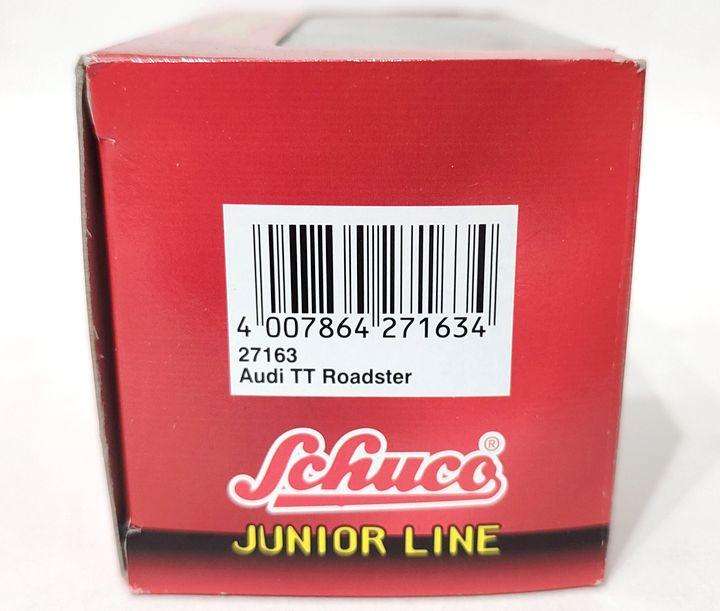 4 007864 271634
27163
Audi TT Roadster
Schuco®
JUNIOR LINE